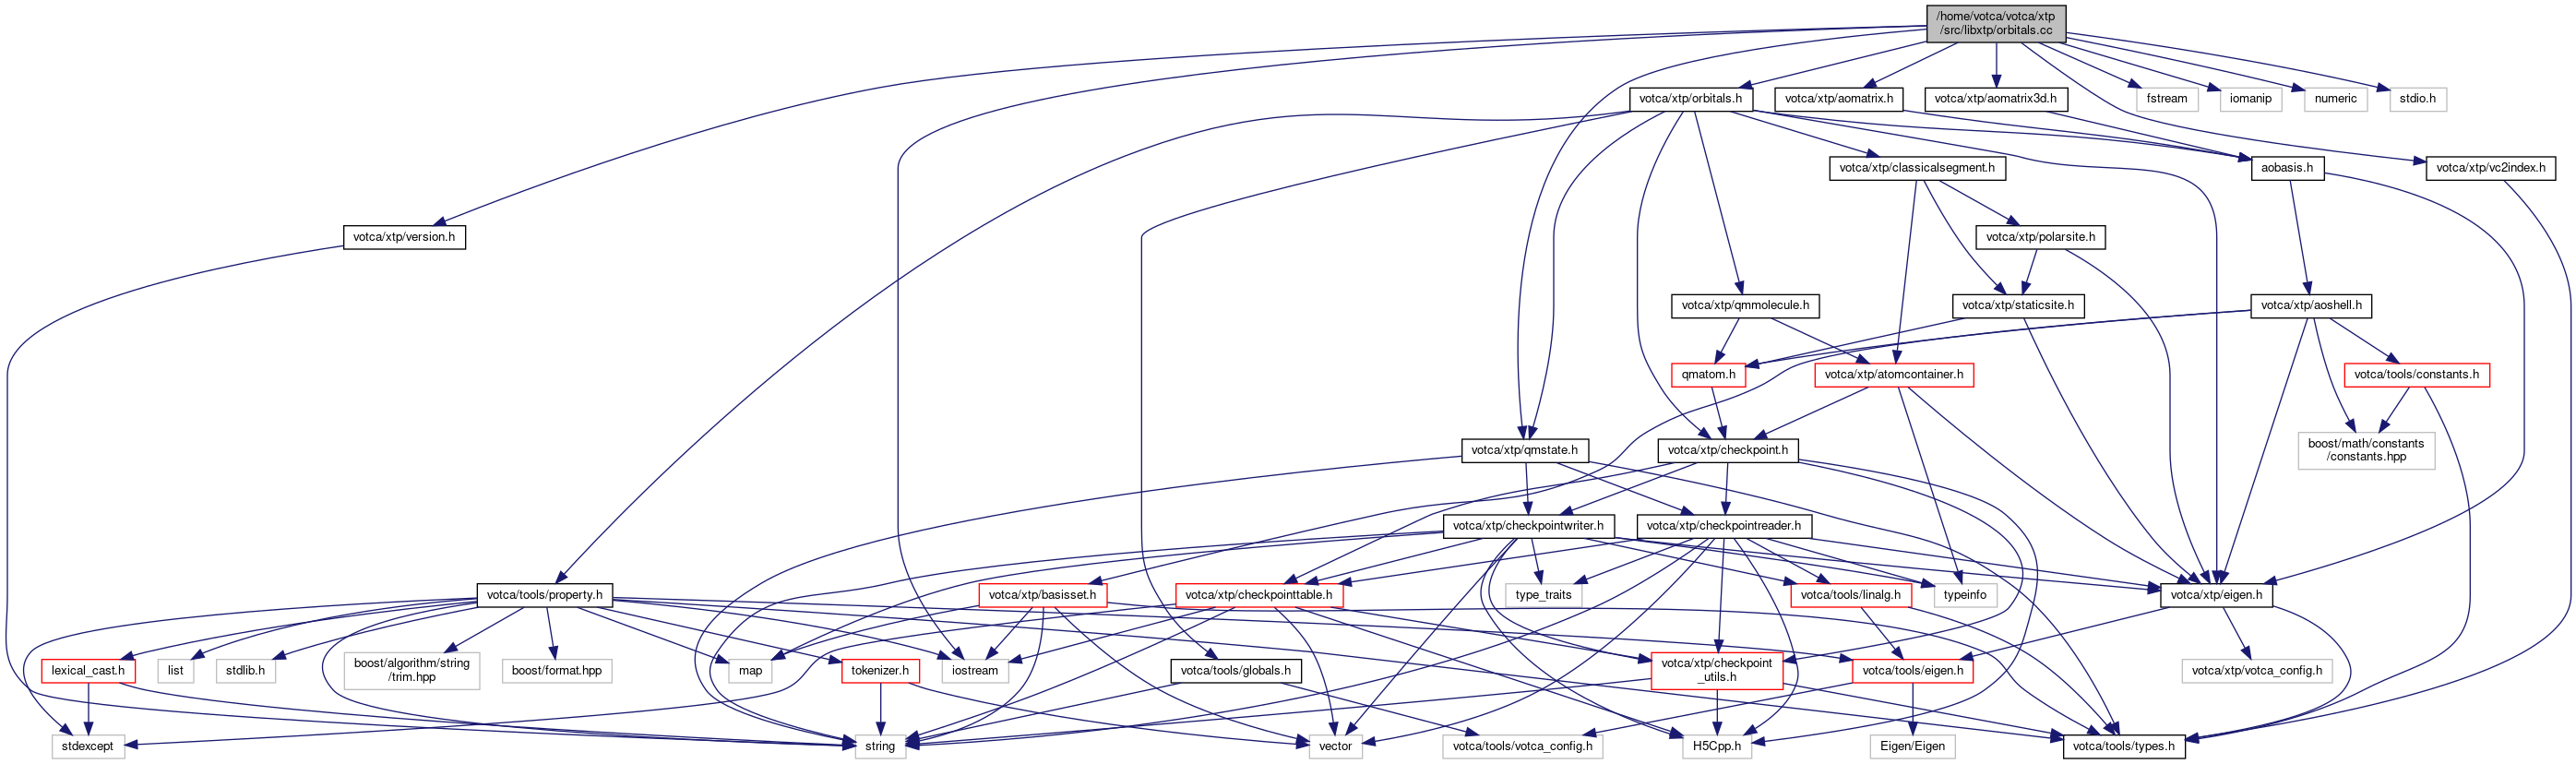 /home/votca/votca/xtp
/src/libxtp/orbitals.cc
votca/xtp/orbitals.h
votca/xtp/aomatrix.h
votca/xtp/aomatrix3d.h
fstream
iomanip
numeric
stdio.h
votca/xtp/classicalsegment.h
aobasis.h
votca/xtp/vc2index.h
votca/xtp/version.h
votca/xtp/polarsite.h
votca/xtp/qmmolecule.h
votca/xtp/staticsite.h
votca/xtp/aoshell.h
qmatom.h
votca/xtp/atomcontainer.h
votca/tools/constants.h
votca/xtp/qmstate.h
votca/xtp/checkpoint.h
boost/math/constants
/constants.hpp
votca/xtp/checkpointwriter.h
votca/xtp/checkpointreader.h
votca/tools/property.h
votca/xtp/basisset.h
votca/xtp/checkpointtable.h
type_traits
votca/tools/linalg.h
typeinfo
votca/xtp/eigen.h
lexical_cast.h
list
stdlib.h
boost/algorithm/string
/trim.hpp
boost/format.hpp
map
tokenizer.h
iostream
votca/tools/globals.h
votca/xtp/checkpoint
_utils.h
votca/tools/eigen.h
votca/xtp/votca_config.h
stdexcept
string
vector
votca/tools/votca_config.h
H5Cpp.h
Eigen/Eigen
votca/tools/types.h